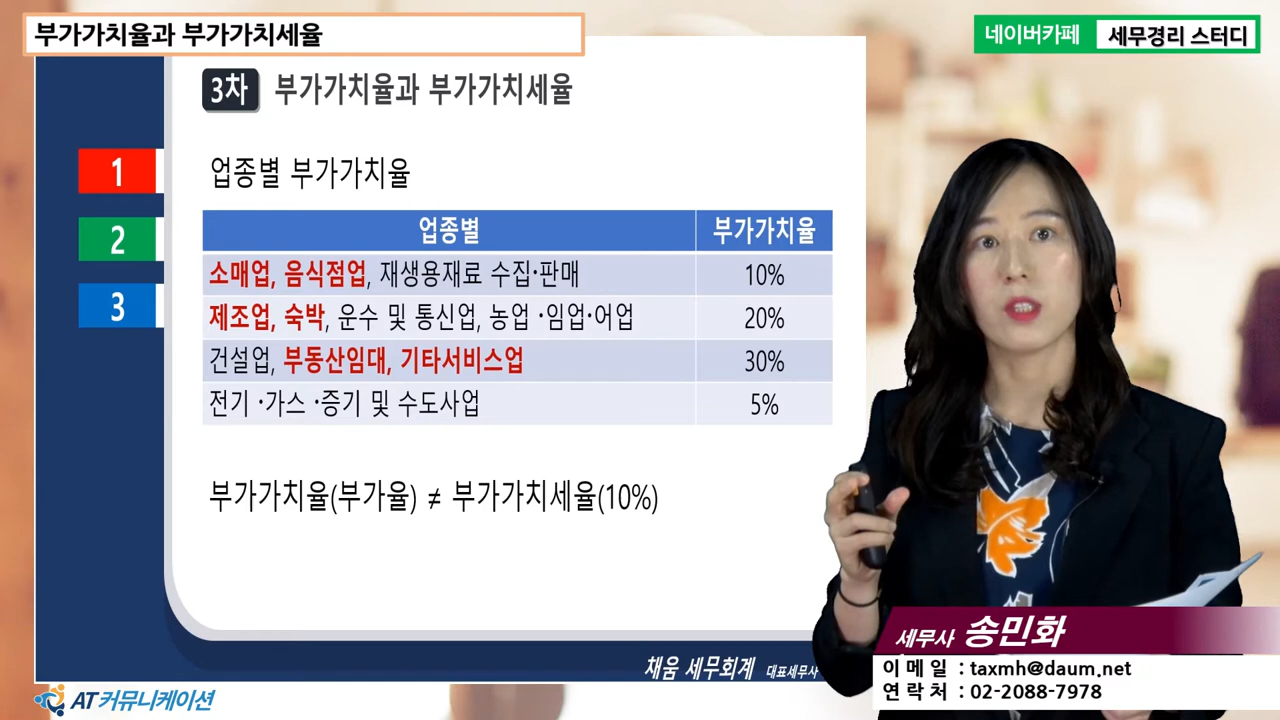 부가가치율과 부가가치세율
네이버카페 세무경리 스터디
3차 부가가치율과 부가가치세율
1
2
3
업종별 부가가치율
업종별 부가가치율
소매업, 음식점업, 재생용재료 수집·판매 10%
제조업, 숙박, 운수 및 통신업, 농업 ·임업·어업 20%
건설업, 부동산임대, 기타서비스업 30%
전기 ·가스 ·증기 및 수도사업 5%
부가가치율(부가율) ≠ 부가가치세율(10%)
채움 세무회계 대표세무사
세무사 송민화
이 메 일 : taxmh@daum.net
연 락 처 : 02-2088-7978
AT커뮤니케이션